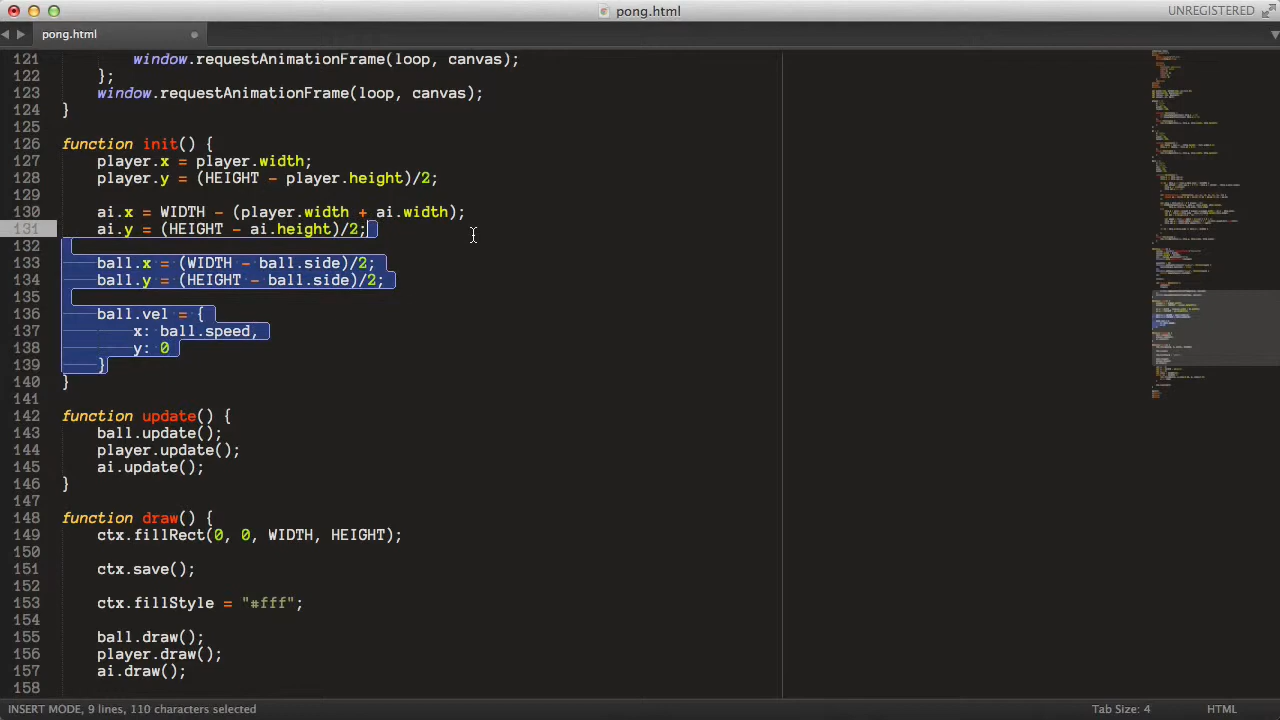 pong.html
UNREGISTERED
pong.html
121 window.requestAnimationFrame(loop, canvas);
122 };
123 window.requestAnimationFrame(loop, canvas);
124 }
125
126 function init() {
127 player.x = player.width;
128 player.y = (HEIGHT - player.height)/2;
129
130 ai.x = WIDTH - (player.width + ai.width);
131 ai.y = (HEIGHT - ai.height)/2;
132
133 ball.x = (WIDTH - ball.side)/2;
134 ball.y = (HEIGHT - ball.side)/2;
135
136 ball.vel = {
137 x: ball.speed,
138 y: 0
139 }
140 }
141
142 function update() {
143 ball.update();
144 player.update();
145 ai.update();
146 }
147
148 function draw() {
149 ctx.fillRect(0, 0, WIDTH, HEIGHT);
150
151 ctx.save();
152
153 ctx.fillStyle = "#fff";
154
155 ball.draw();
156 player.draw();
157 ai.draw();
158
INSERT MODE, 9 lines, 110 characters selected
Tab Size: 4
HTML